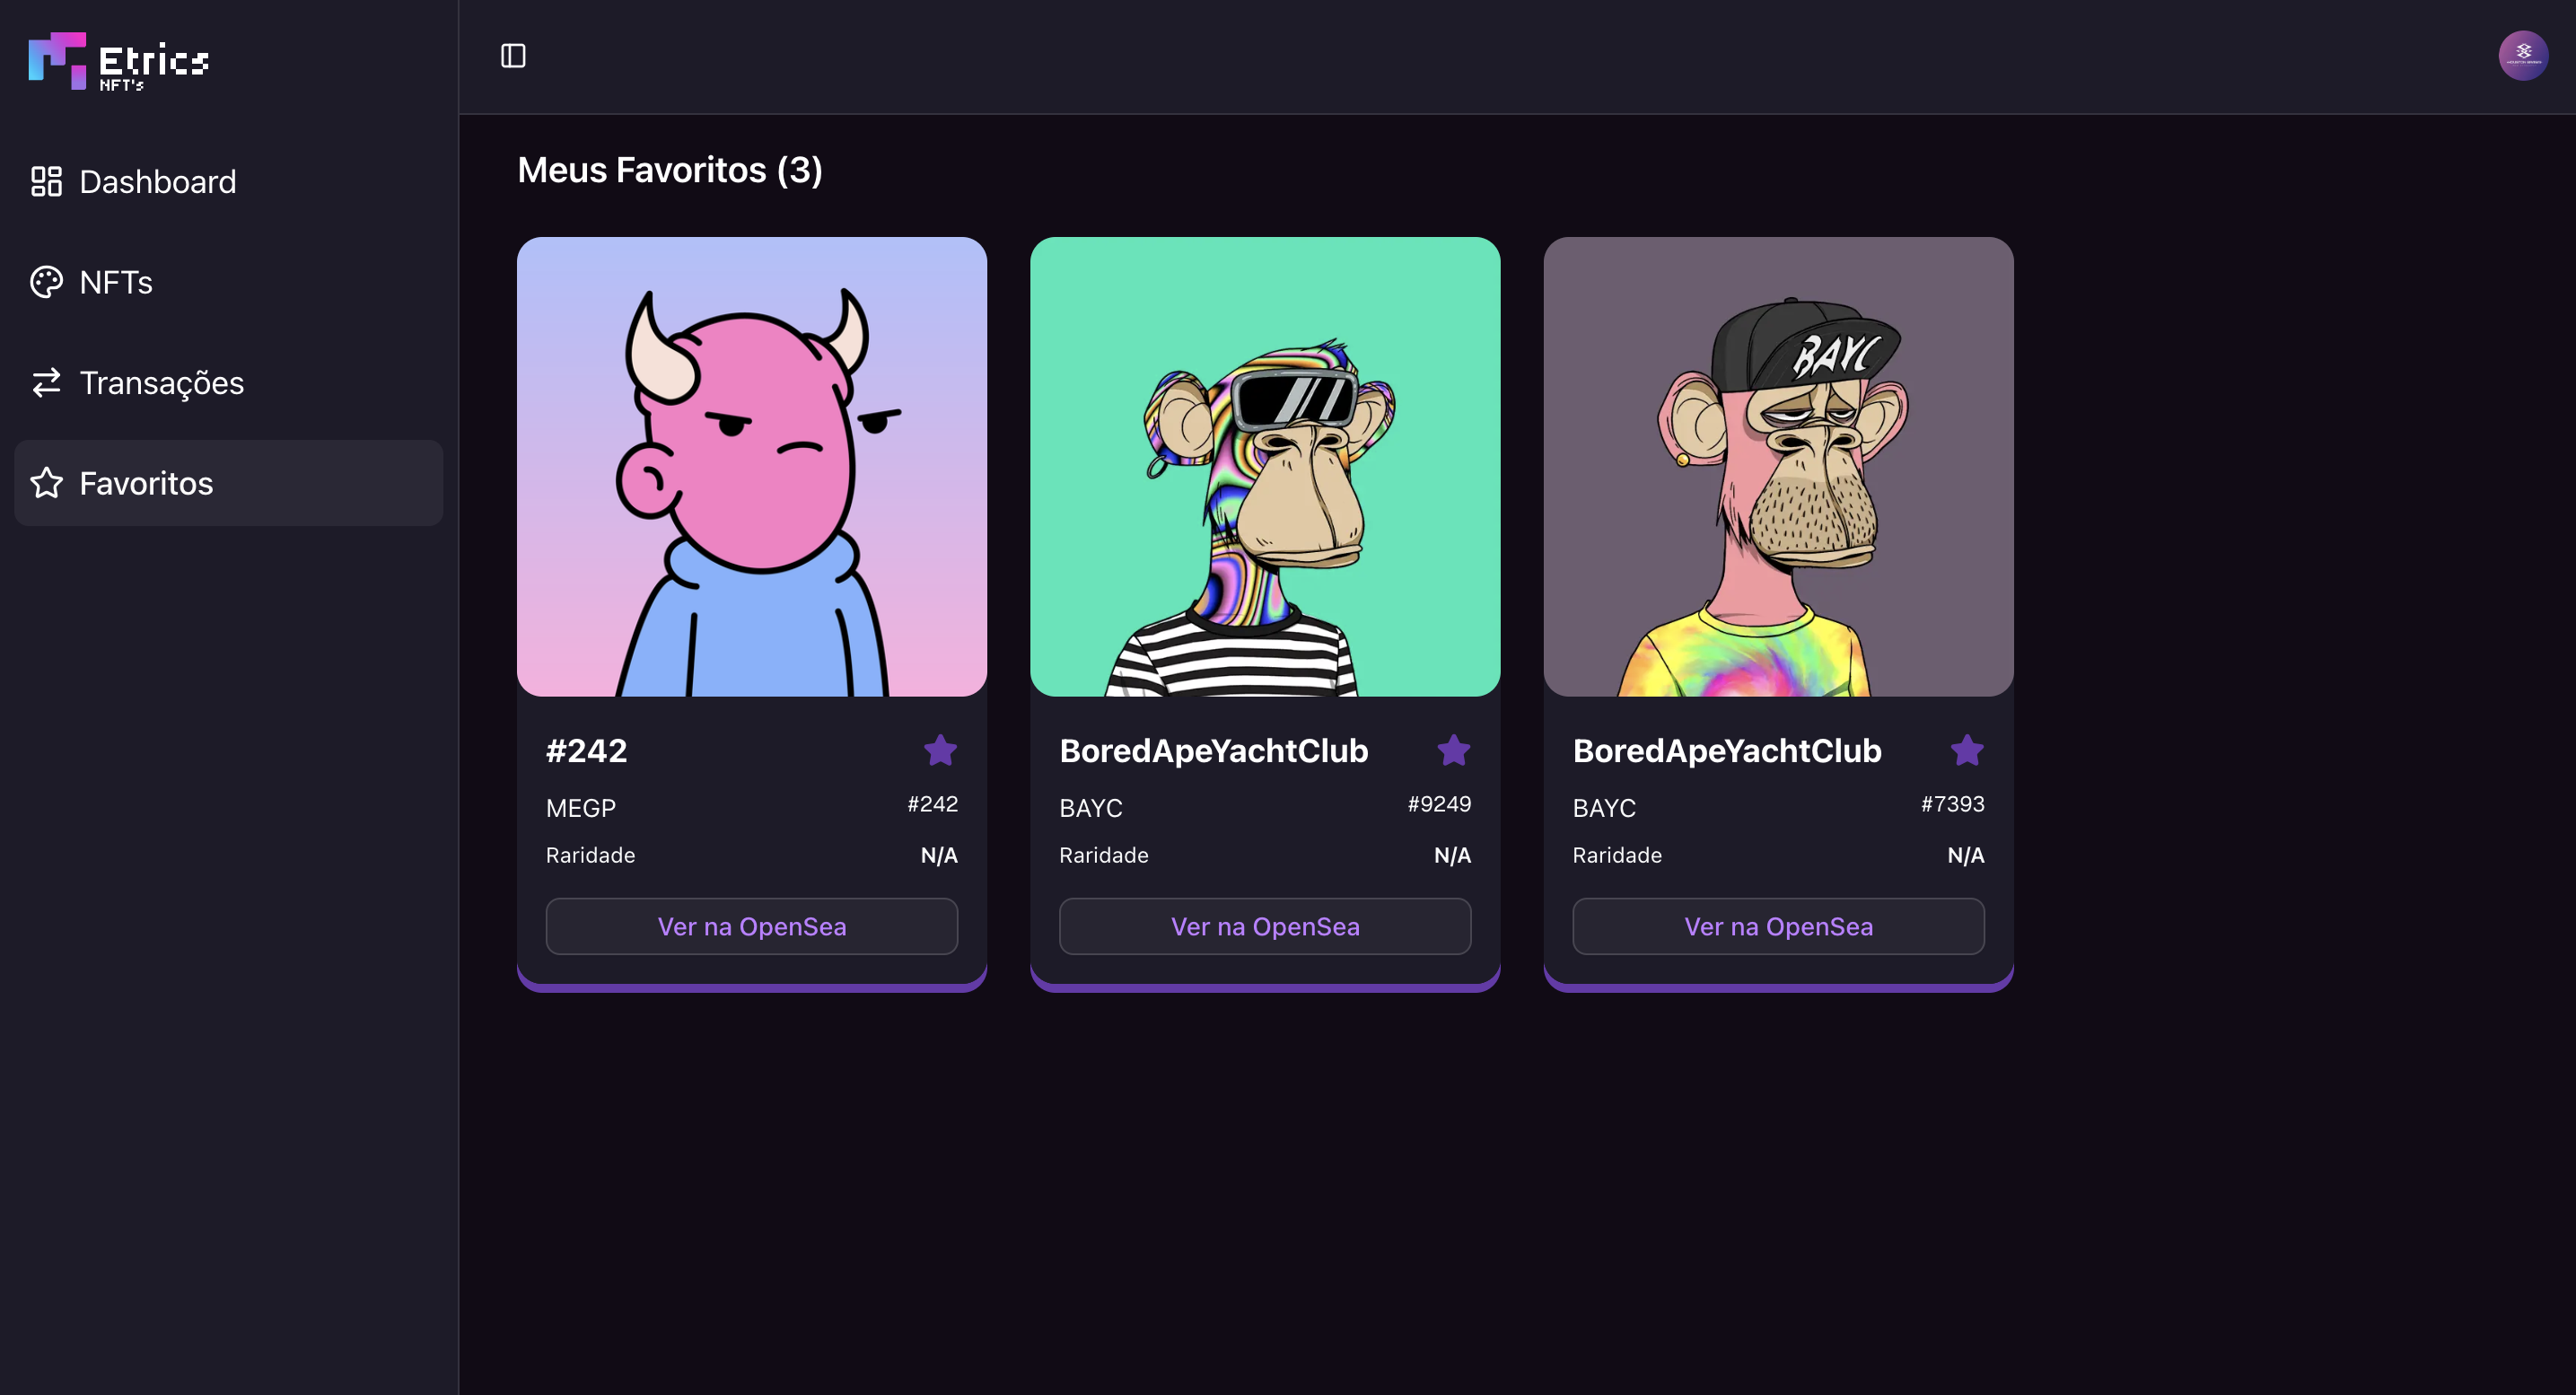 Etrics
NFT's
Dashboard
NFTs
Transações
Favoritos
Meus Favoritos (3)
BAYC
#242
MEGP
#242
Raridade
N/A
Ver na OpenSea
BoredApeYachtClub
BAYC
#9249
Raridade
N/A
Ver na OpenSea
BoredApeYachtClub
BAYC
#7393
Raridade
N/A
Ver na OpenSea